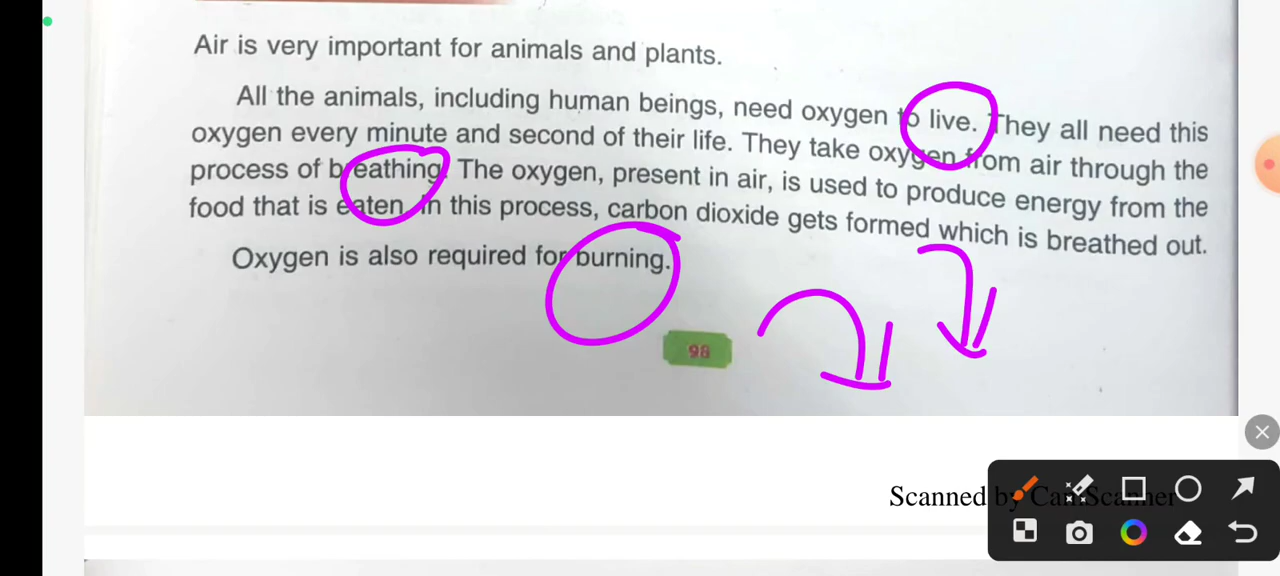 Air is very important for animals and plants.
All the animals, including human beings, need oxygen to live. They all need this
oxygen every minute and second of their life. They take oxygen from air through the
process of breathing. The oxygen, present in air, is used to produce energy from the
food that is eaten. In this process, carbon dioxide gets formed which is breathed out.
Oxygen is also required for burning.
98
Scanned by CamScanner